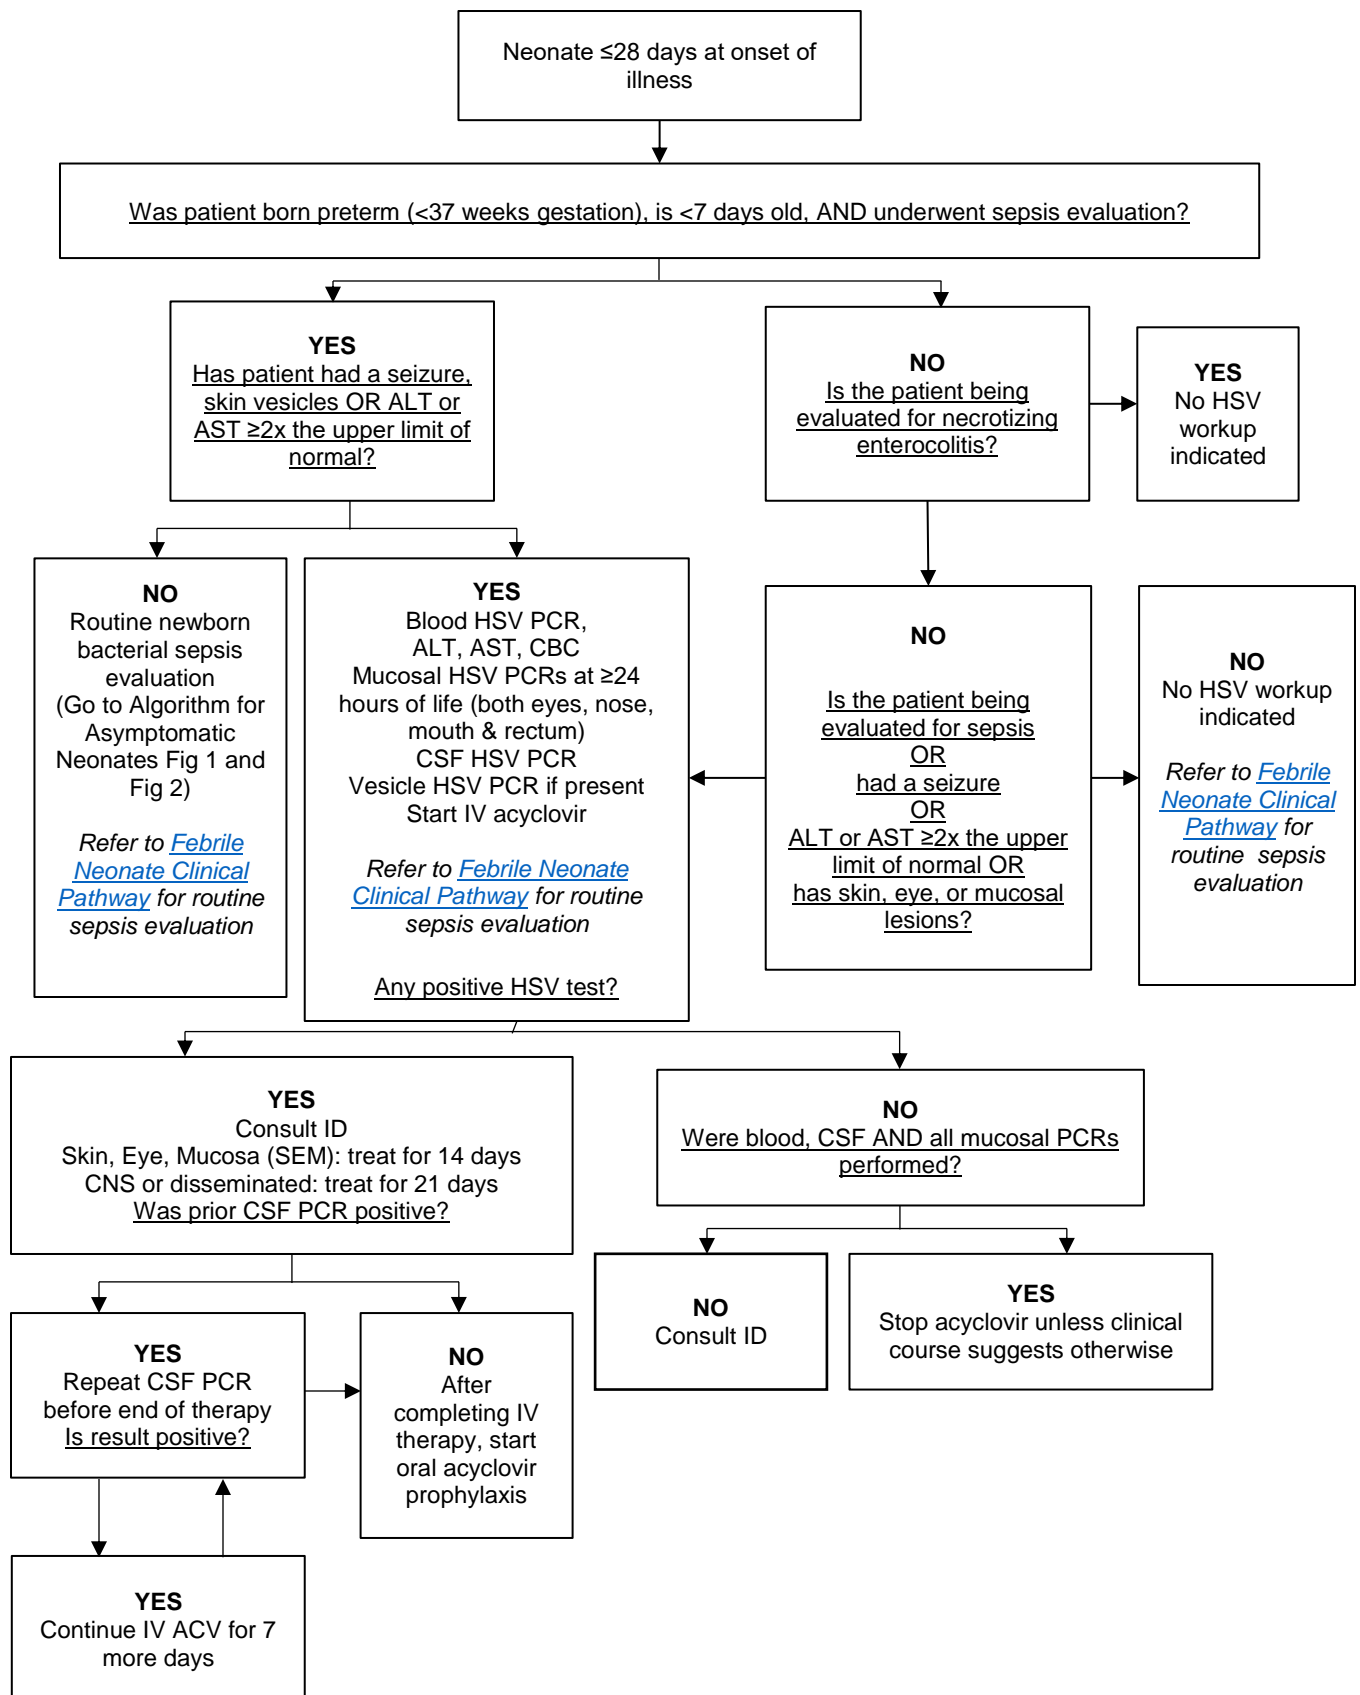 Neonate ≤28 days at onset of
illness
Was patient born preterm (<37 weeks gestation), is <7 days old, AND underwent sepsis evaluation?
YES
Has patient had a seizure,
skin vesicles OR ALT or
AST ≥2x the upper limit of
normal?
NO
Is the patient being
evaluated for necrotizing
enterocolitis?
YES
No HSV
workup
indicated
NO
Routine newborn
bacterial sepsis
evaluation
(Go to Algorithm for
Asymptomatic
Neonates Fig 1 and
Fig 2)
Refer to Febrile
Neonate Clinical
Pathway for routine
sepsis evaluation
YES
Blood HSV PCR,
ALT, AST, CBC
Mucosal HSV PCRs at ≥24
hours of life (both eyes, nose,
mouth & rectum)
CSF HSV PCR
Vesicle HSV PCR if present
Start IV acyclovir
Refer to Febrile Neonate
Clinical Pathway for routine
sepsis evaluation
Any positive HSV test?
NO
Is the patient being
evaluated for sepsis
OR
had a seizure
OR
ALT or AST ≥2x the upper
limit of normal OR
has skin, eye, or mucosal
lesions?
NO
No HSV workup
indicated
Refer to Febrile
Neonate Clinical
Pathway for
routine sepsis
evaluation
YES
Consult ID
Skin, Eye, Mucosa (SEM): treat for 14 days
CNS or disseminated: treat for 21 days
Was prior CSF PCR positive?
NO
Were blood, CSF AND all mucosal PCRs
performed?
NO
Consult ID
YES
Stop acyclovir unless clinical
course suggests otherwise
YES
Repeat CSF PCR
before end of therapy
Is result positive?
NO
After
completing IV
therapy, start
oral acyclovir
prophylaxis
YES
Continue IV ACV for 7
more days